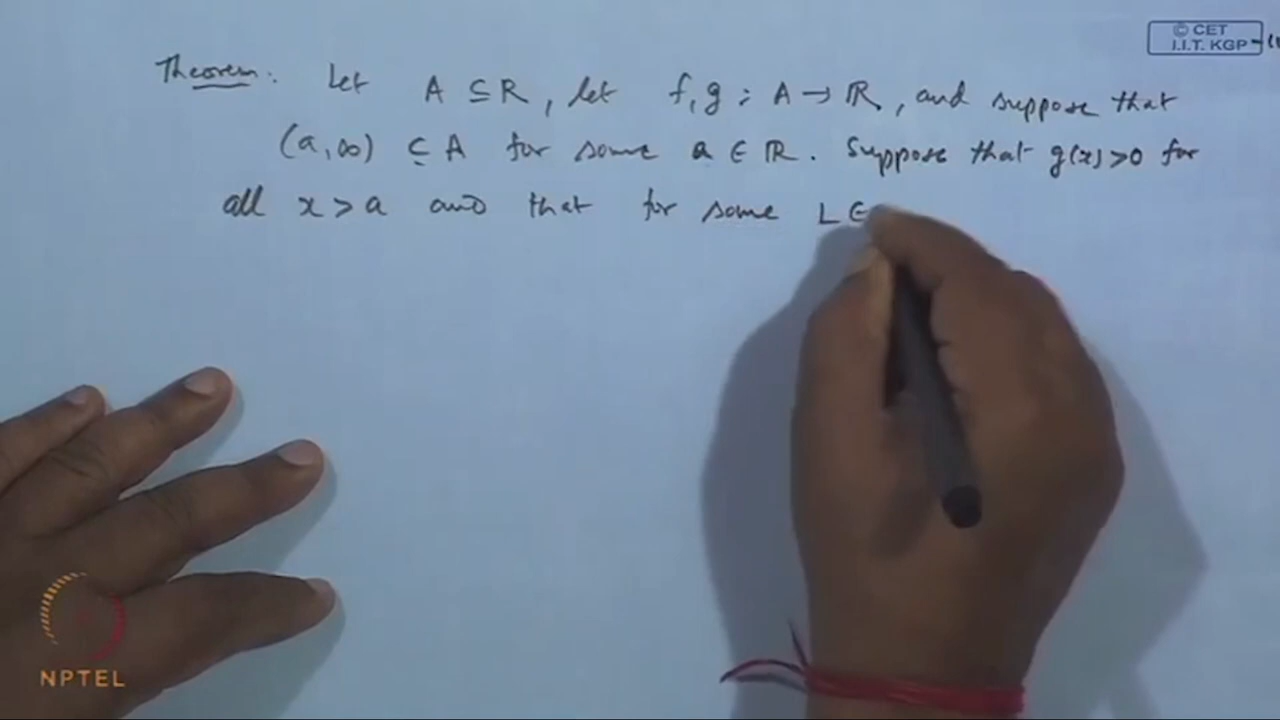 © CET
I.I.T. KGP
Theorem: Let A ⊆ R, let f, g : A → ℝ, and suppose that
(a, ∞) ⊆ A for some a ∈ ℝ. Suppose that g(x) > 0 for
all x > a and that for some L ∈
NPTEL